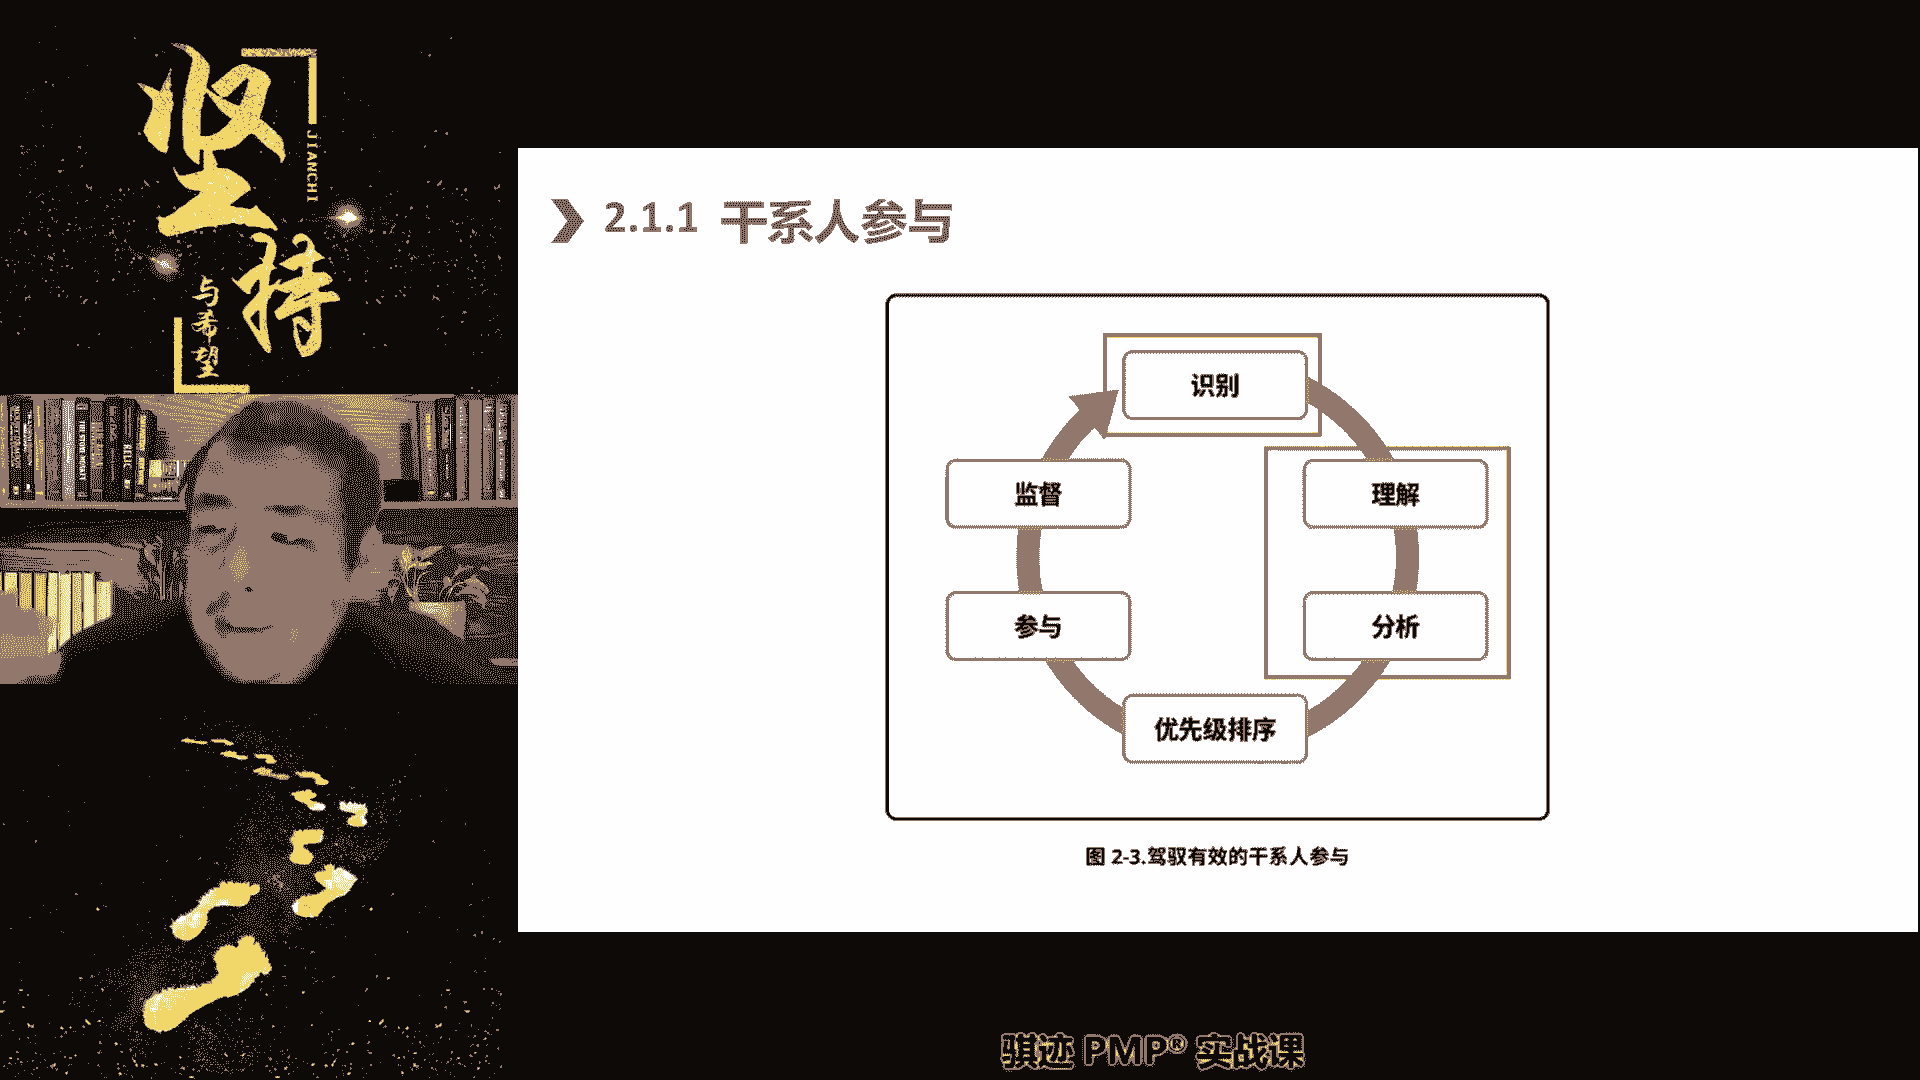 坚持
JIANCHI
与希望
2.1.1 干系人参与
识别
理解
分析
优先级排序
参与
监督
图 2-3.驾驭有效的干系人参与
骐迹 PMP® 实战课